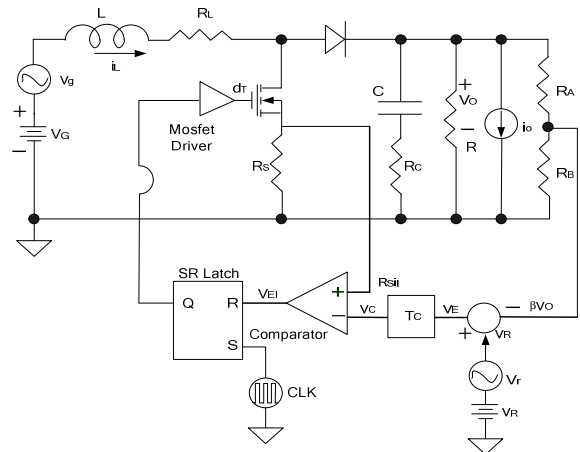 L
RL
iL
vg
+
VG
−
dT
Mosfet
Driver
RS
C
RC
+
Vo
−
R
io
RA
RB
SR Latch
Q
R
S
VEI
+
−
Comparator
RSiL
VC
TC
VE
+
−
βVO
VR
CLK
Vr
+
VR
−